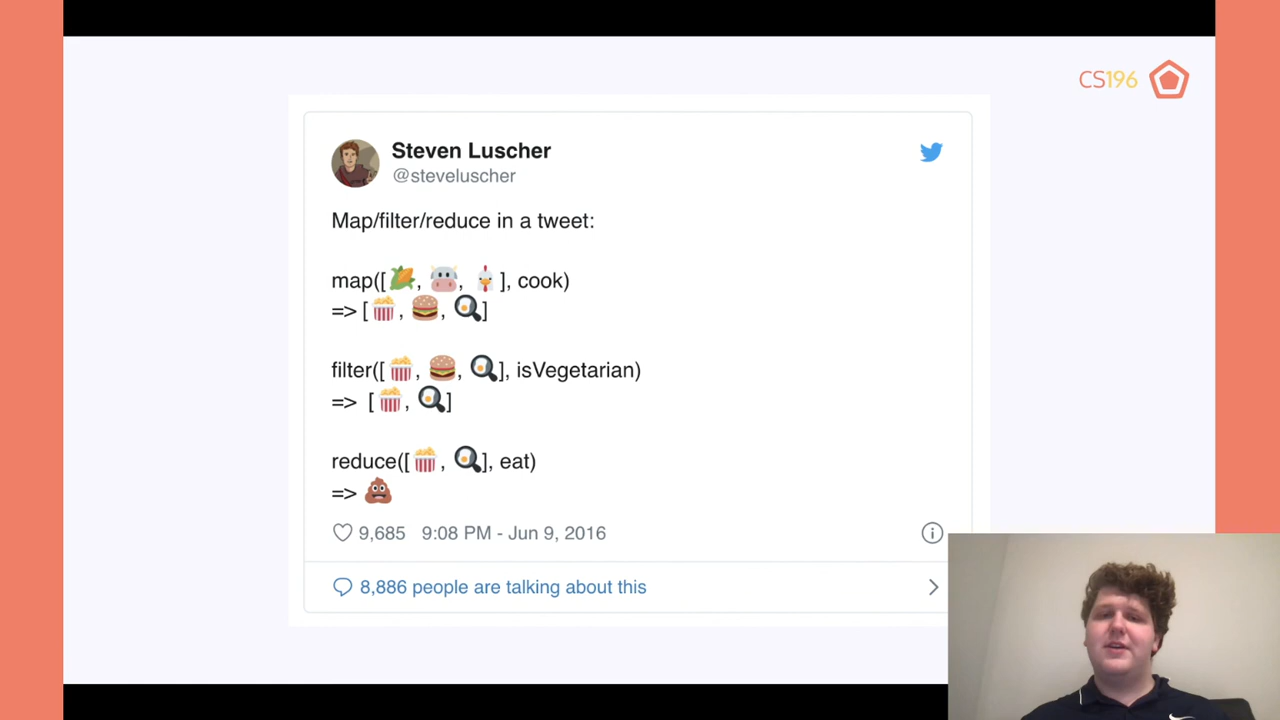 CS196
Steven Luscher
@steveluscher
Map/filter/reduce in a tweet:
map([🌽, 🐮, 🐔], cook)
=> [🍿, 🍔, 🍳]
filter([🍿, 🍔, 🍳], isVegetarian)
=> [🍿, 🍳]
reduce([🍿, 🍳], eat)
=> 💩
9,685 9:08 PM - Jun 9, 2016
8,886 people are talking about this